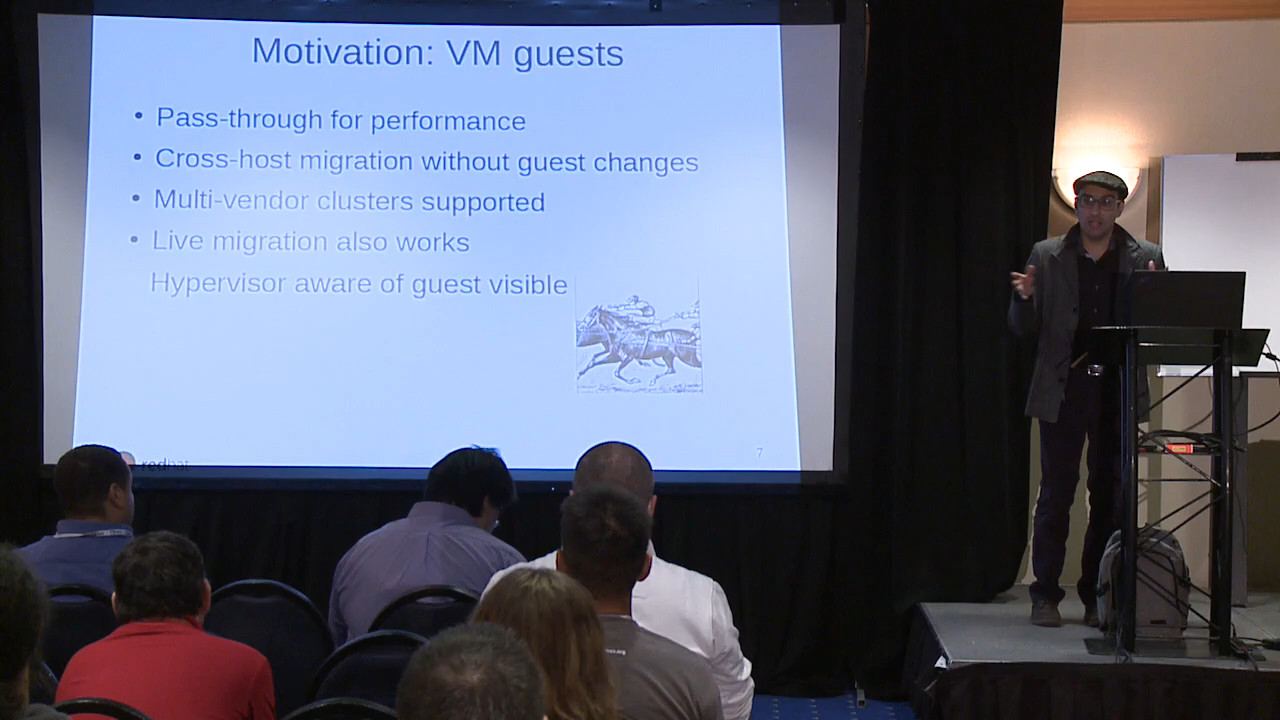 Motivation: VM guests
• Pass-through for performance
• Cross-host migration without guest changes
• Multi-vendor clusters supported
• Live migration also works
Hypervisor aware of guest visible
redhat
7